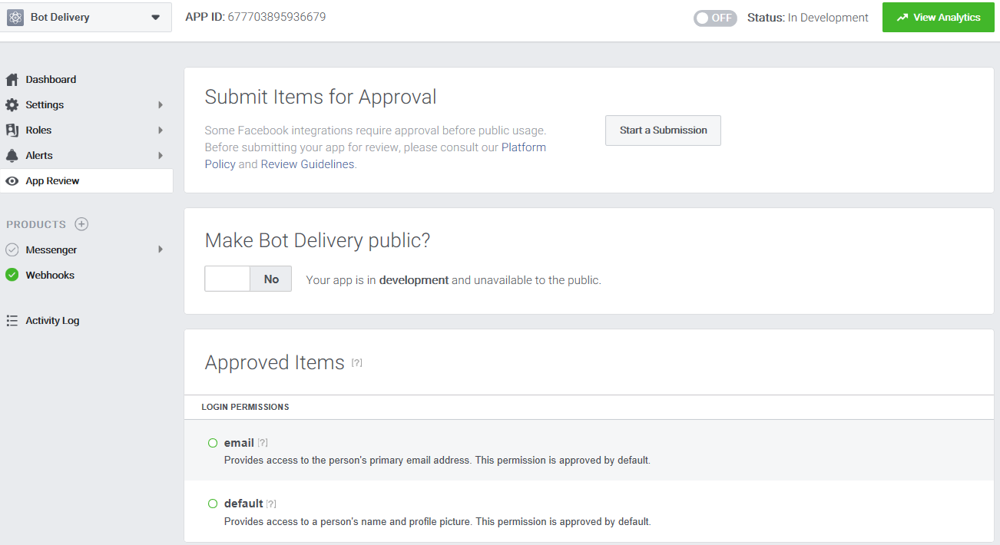 Bot Delivery
APP ID: 677703895936679
OFF
Status: In Development
View Analytics
Dashboard
Settings
Roles
Alerts
App Review
PRODUCTS
Messenger
Webhooks
Activity Log
Submit Items for Approval
Some Facebook integrations require approval before public usage.
Before submitting your app for review, please consult our Platform
Policy and Review Guidelines.
Start a Submission
Make Bot Delivery public?
No
Your app is in development and unavailable to the public.
Approved Items [?]
LOGIN PERMISSIONS
email [?]
Provides access to the person's primary email address. This permission is approved by default.
default [?]
Provides access to a person's name and profile picture. This permission is approved by default.